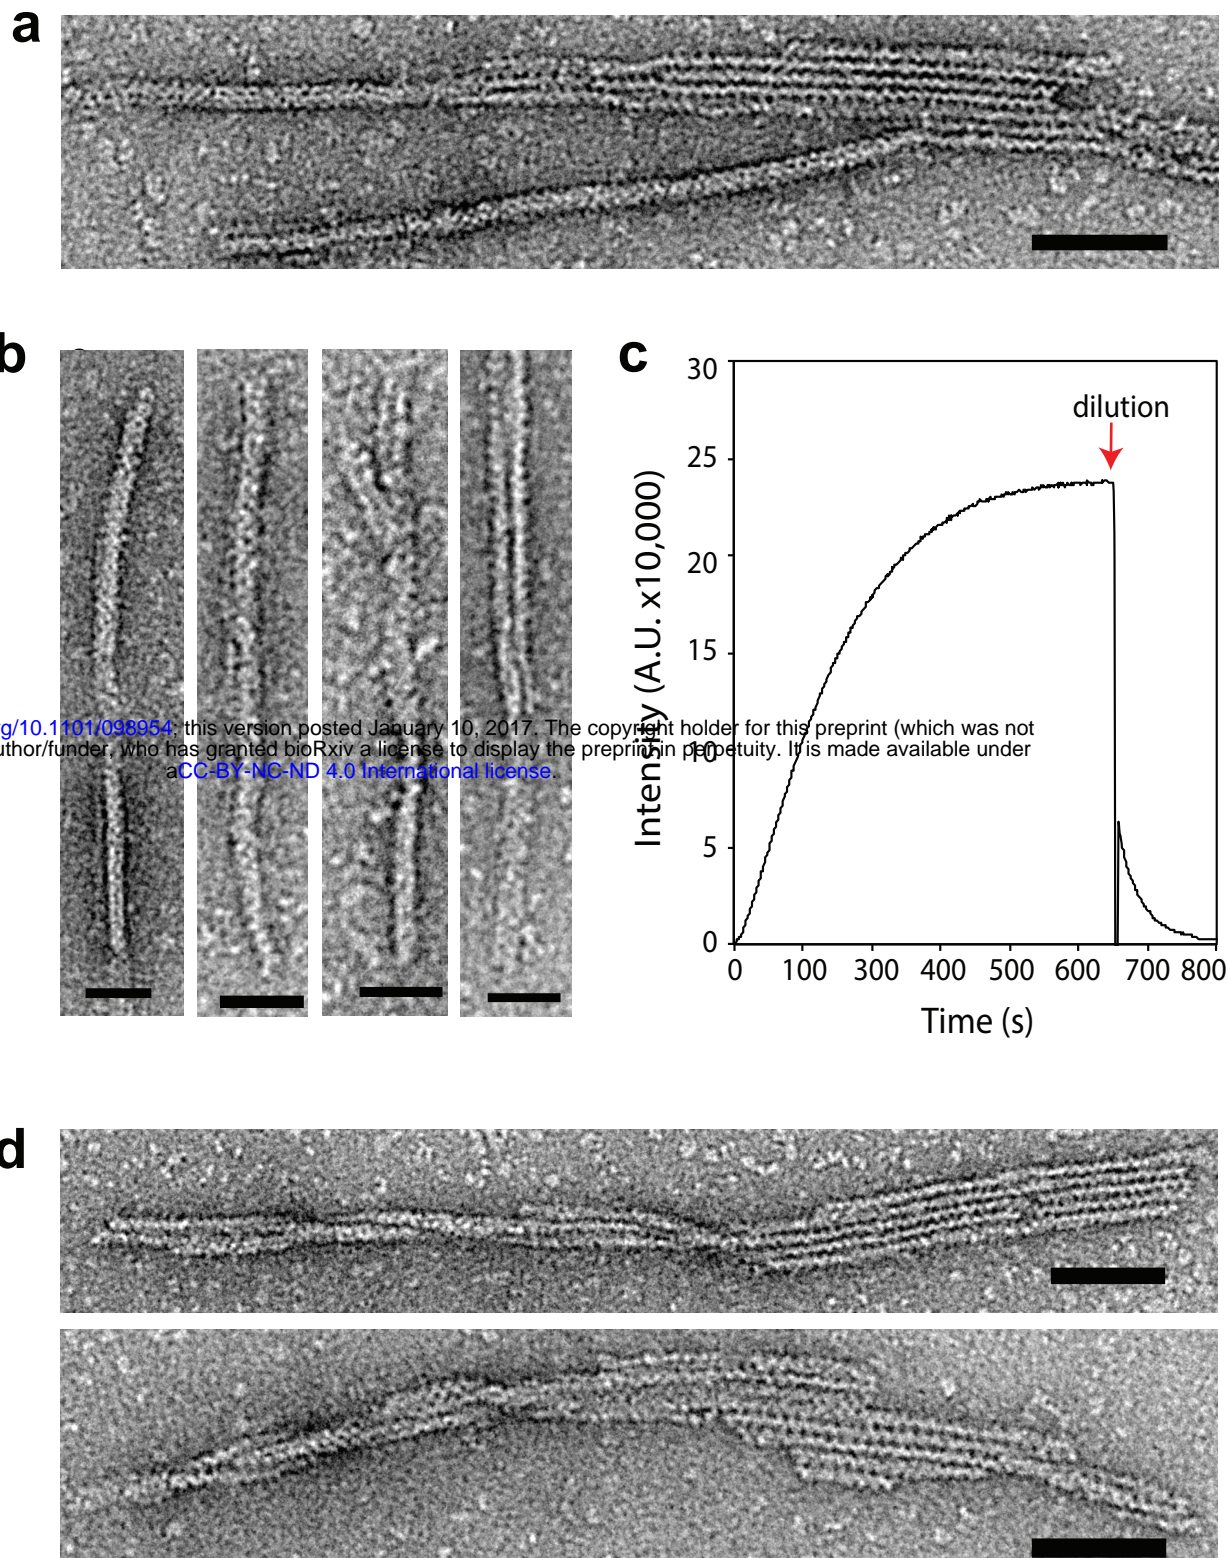 a
b
c
30
dilution
25
20
15
10
5
0
Intensity (A.U. x10,000)
0 100 300 400 500 600 700 800
Time (s)
rg/10.1101/098954; this version posted January 10, 2017. The copyright holder for this preprint (which was not
uthor/funder, who has granted bioRxiv a license to display the preprint in perpetuity. It is made available under
aCC-BY-NC-ND 4.0 International license.
d